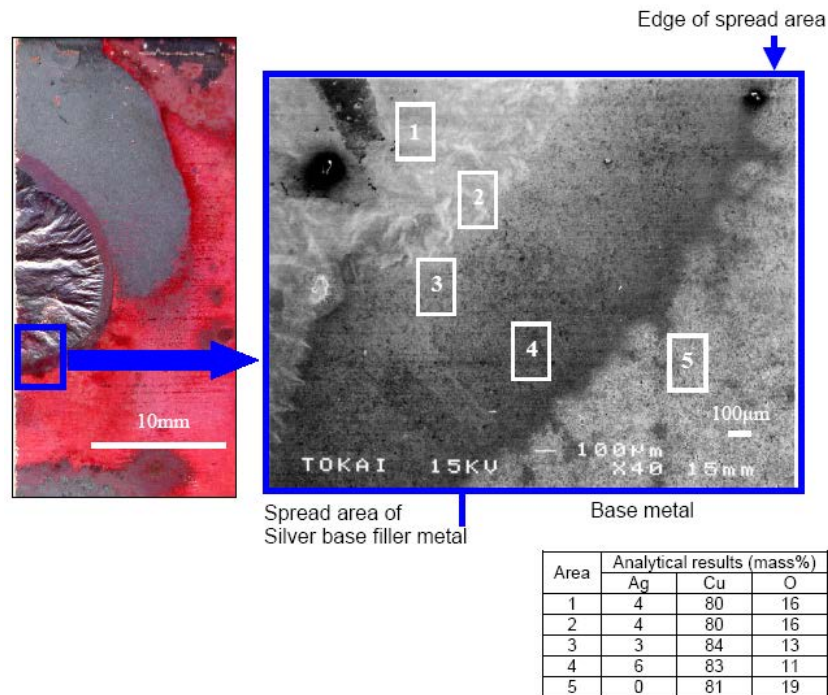 Edge of spread area
1
2
3
4
5
10mm
100μm
100μm
TOKAI 15KV X40 15mm
Spread area of
Silver base filler metal
Base metal
Area Analytical results (mass%)
Ag Cu O
1 4 80 16
2 4 80 16
3 3 84 13
4 6 83 11
5 0 81 19